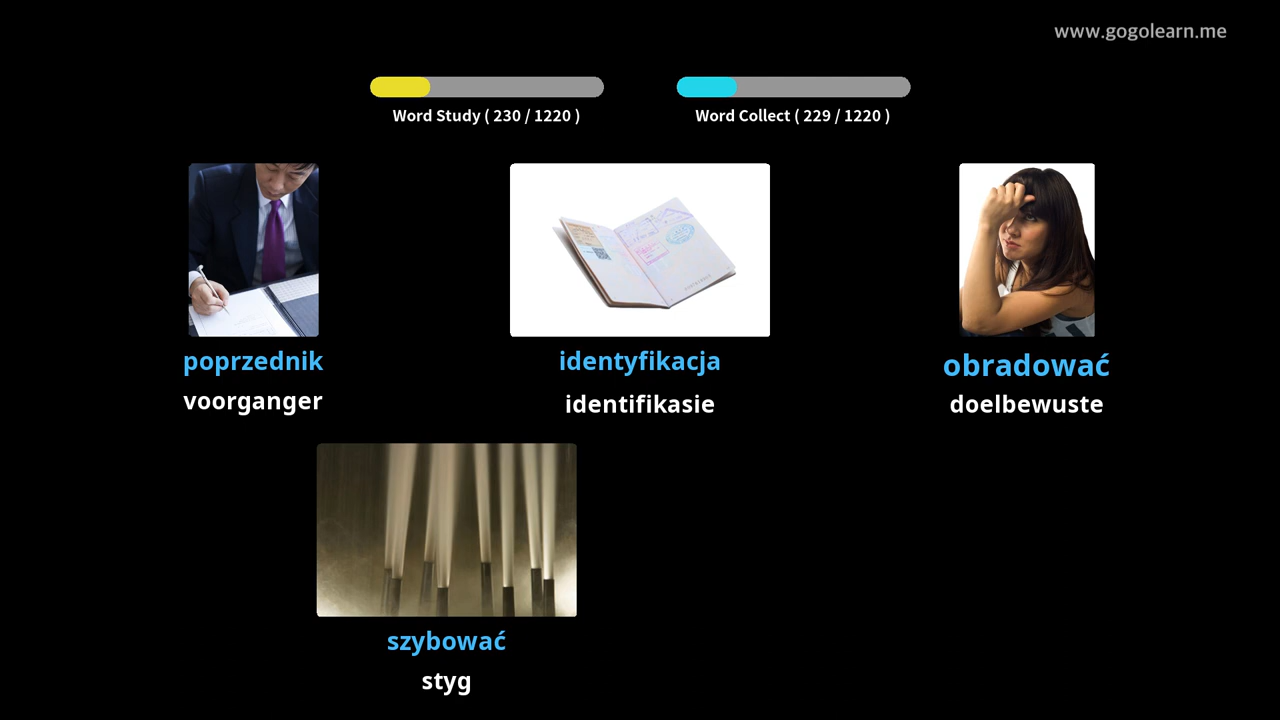 www.gogolearn.me
Word Study ( 230 / 1220 )
Word Collect ( 229 / 1220 )
poprzednik
voorganger
identyfikacja
identifikasie
obradować
doelbewuste
szybować
styg